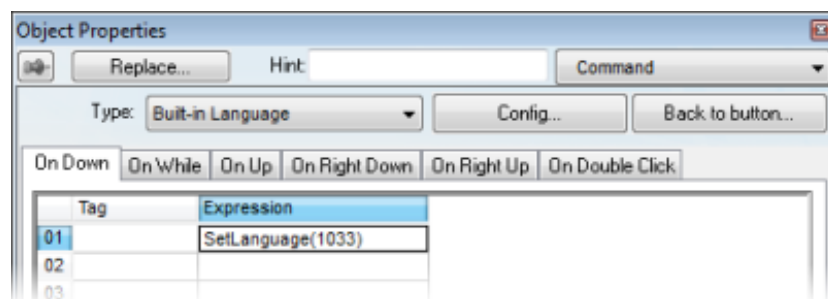 Object Properties
Replace... Hint: Command
Type: Built-in Language Config... Back to button...
On Down On While On Up On Right Down On Right Up On Double Click
Tag Expression
01 SetLanguage(1033)
02
03